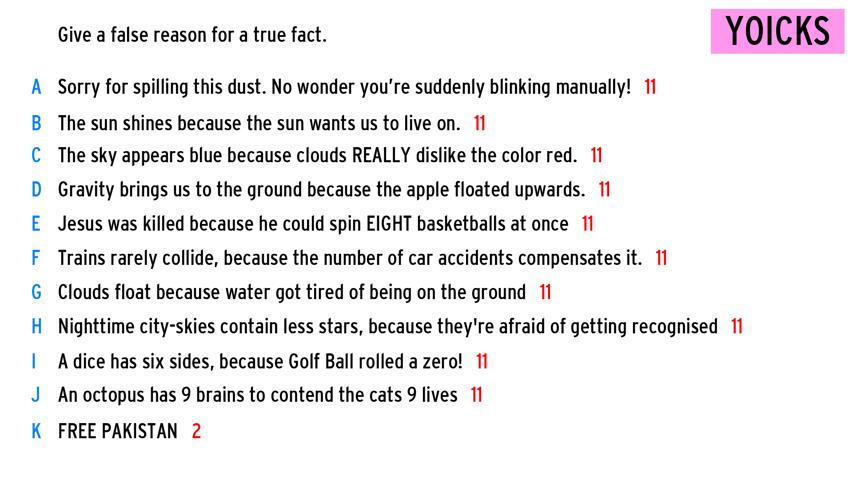 Give a false reason for a true fact.
YOICKS
A Sorry for spilling this dust. No wonder you're suddenly blinking manually! 11
B The sun shines because the sun wants us to live on. 11
C The sky appears blue because clouds REALLY dislike the color red. 11
D Gravity brings us to the ground because the apple floated upwards. 11
E Jesus was killed because he could spin EIGHT basketballs at once 11
F Trains rarely collide, because the number of car accidents compensates it. 11
G Clouds float because water got tired of being on the ground 11
H Nighttime city-skies contain less stars, because they're afraid of getting recognised 11
I A dice has six sides, because Golf Ball rolled a zero! 11
J An octopus has 9 brains to contend the cats 9 lives 11
K FREE PAKISTAN 2